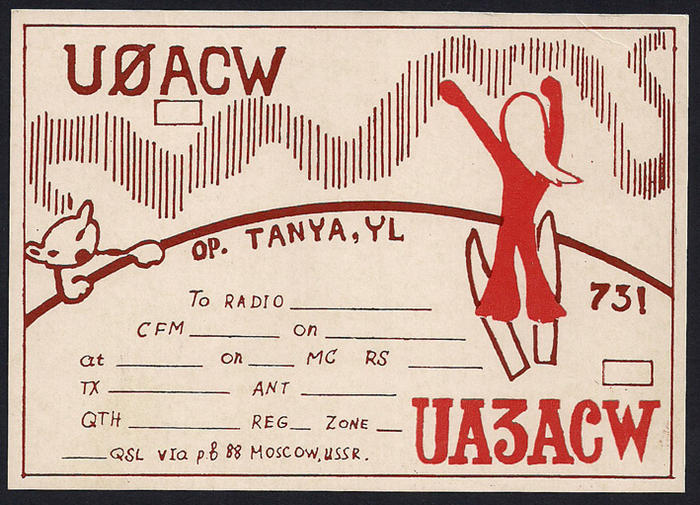 UØACW
OP. TANYA, YL
To RADIO
73!
CFM on
at on MC RS
TX ANT
QTH REG ZONE
UA3ACW
QSL via p.b 88 MOSCOW, USSR.